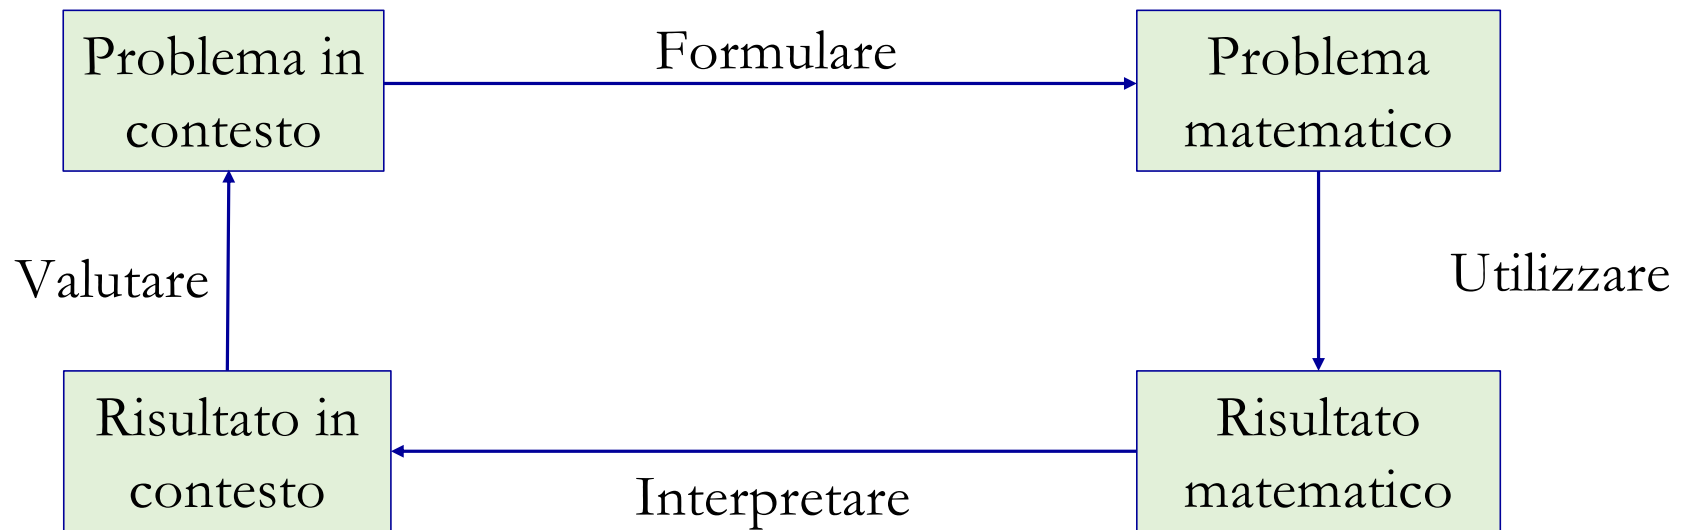 Problema in
contesto
Formulare
Problema
matematico
Valutare
Utilizzare
Risultato in
contesto
Interpretare
Risultato
matematico